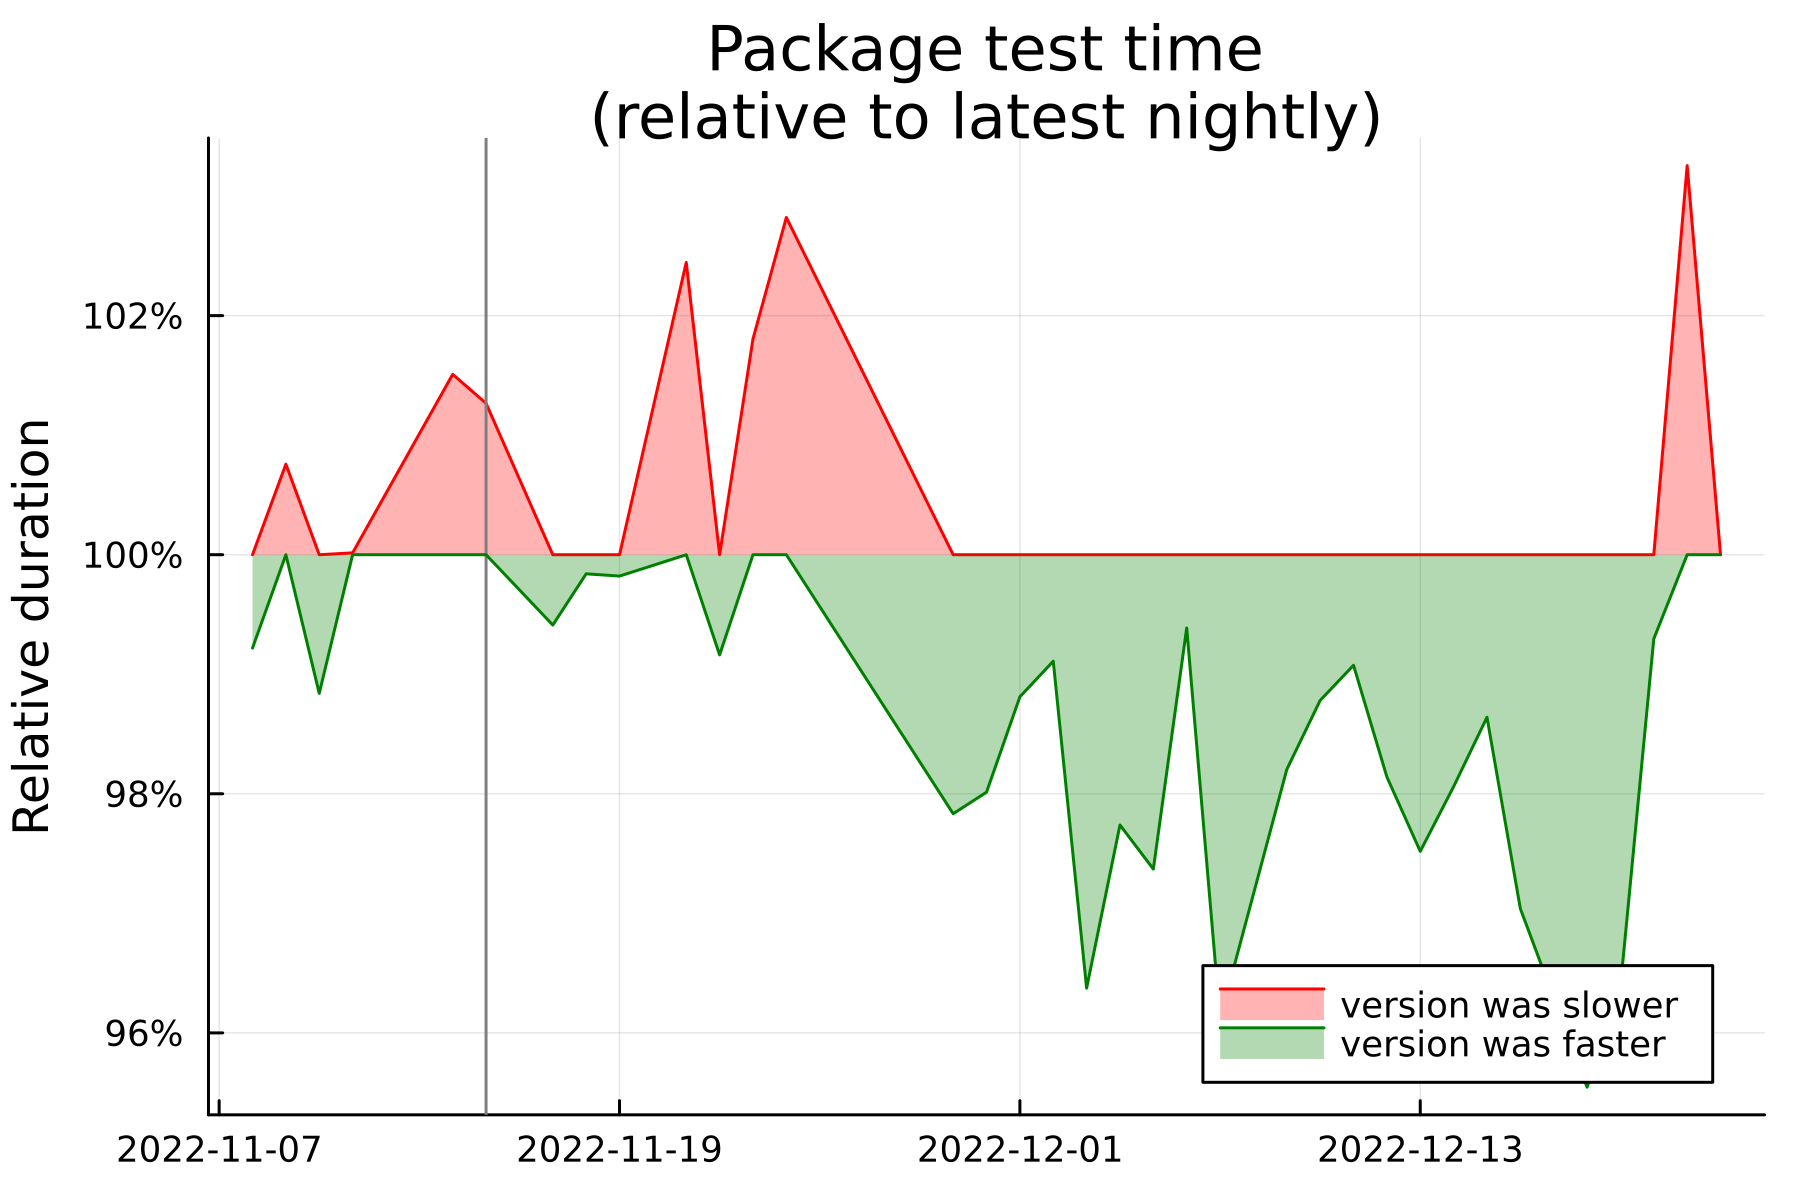 Package test time
(relative to latest nightly)
Relative duration
102%
100%
98%
96%
version was slower
version was faster
2022-11-07
2022-11-19
2022-12-01
2022-12-13